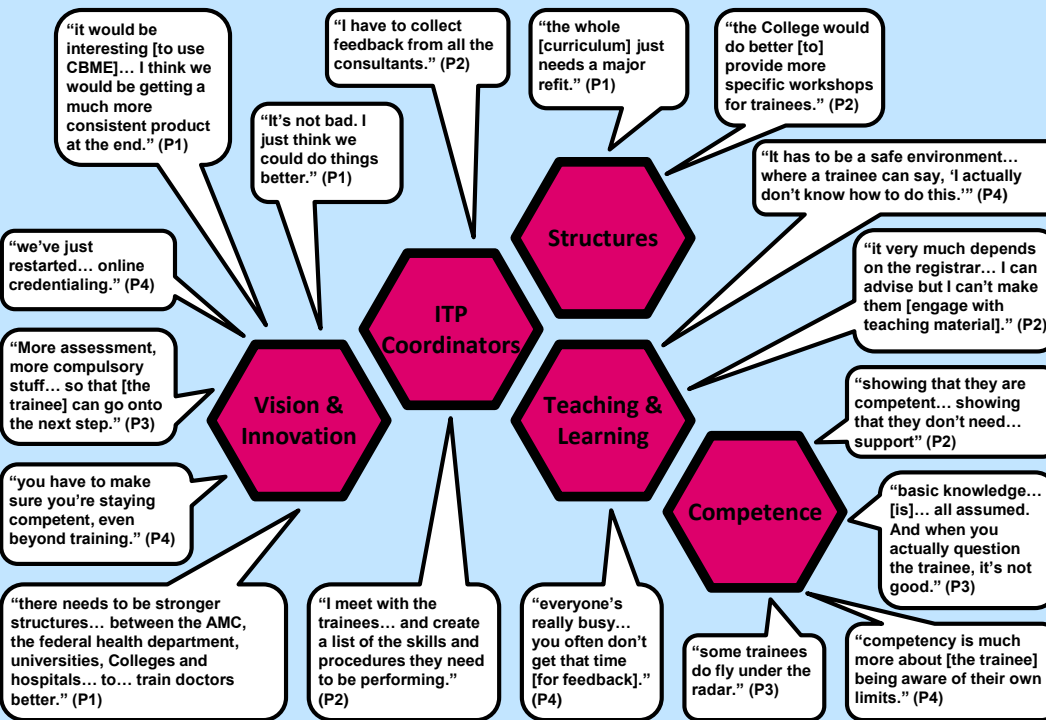 “it would be
interesting [to use
CBME]… I think we
would be getting a
much more
consistent product
at the end.” (P1)
“I have to collect
feedback from all the
consultants.” (P2)
“the whole
[curriculum] just
needs a major
refit.” (P1)
“the College would
do better [to]
provide more
specific workshops
for trainees.” (P2)
“It’s not bad. I
just think we
could do things
better.” (P1)
“It has to be a safe environment…
where a trainee can say, ‘I actually
don’t know how to do this.’” (P4)
“we’ve just
restarted… online
credentialing.” (P4)
Structures
“it very much depends
on the registrar… I can
advise but I can’t make
them [engage with
teaching material].” (P2)
ITP
Coordinators
“More assessment,
more compulsory
stuff… so that [the
trainee] can go onto
the next step.” (P3)
Vision &
Innovation
Teaching &
Learning
“showing that they are
competent… showing
that they don’t need…
support” (P2)
“you have to make
sure you’re staying
competent, even
beyond training.” (P4)
Competence
“basic knowledge…
[is]… all assumed.
And when you
actually question
the trainee, it’s not
good.” (P3)
“there needs to be stronger
structures… between the AMC,
the federal health department,
universities, Colleges and
hospitals… to… train doctors
better.” (P1)
“I meet with the
trainees… and create
a list of the skills and
procedures they need
to be performing.”
(P2)
“everyone’s
really busy…
you often don’t
get that time
[for feedback].”
(P4)
“some trainees
do fly under the
radar.” (P3)
“competency is much
more about [the trainee]
being aware of their own
limits.” (P4)